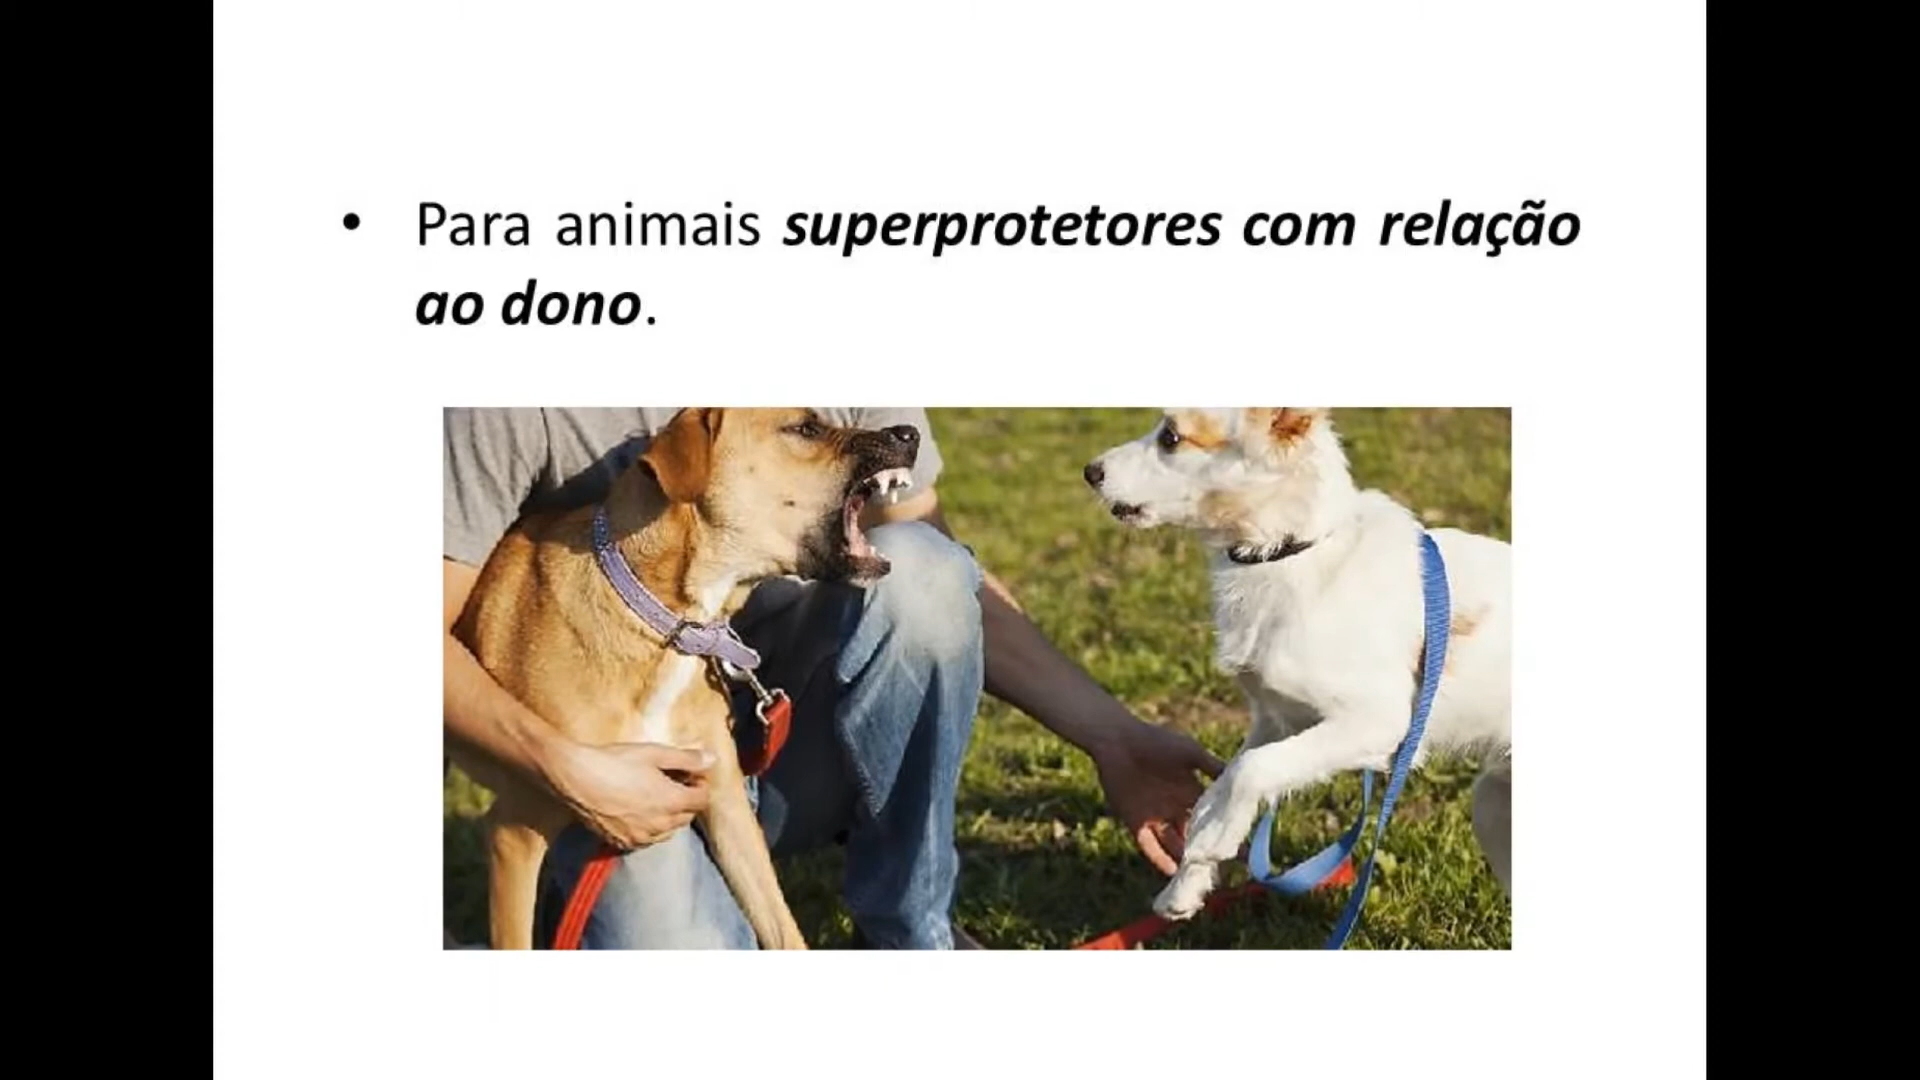 • Para animais superprotetores com relação
ao dono.